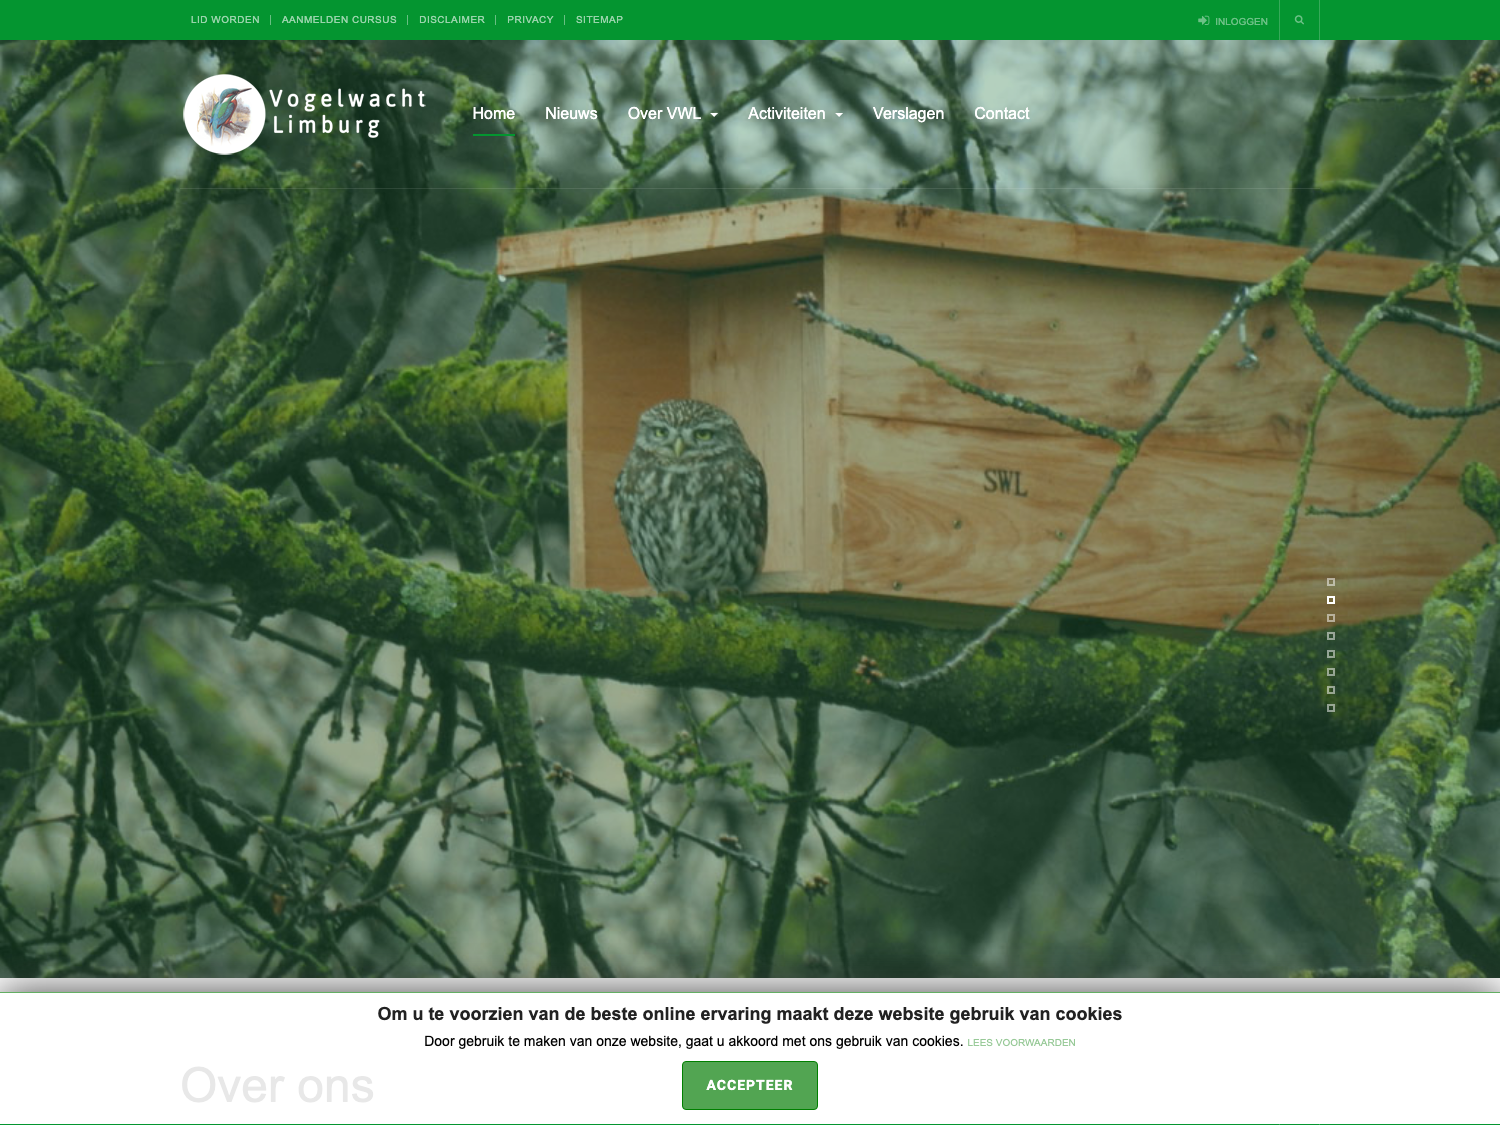 LID WORDEN | AANMELDEN CURSUS | DISCLAIMER | PRIVACY | SITEMAP
INLOGGEN
Vogelwacht
Limburg
Home Nieuws Over VWL Activiteiten Verslagen Contact
SWL
Om u te voorzien van de beste online ervaring maakt deze website gebruik van cookies
Door gebruik te maken van onze website, gaat u akkoord met ons gebruik van cookies. LEES VOORWAARDEN
ACCEPTEER
Over ons